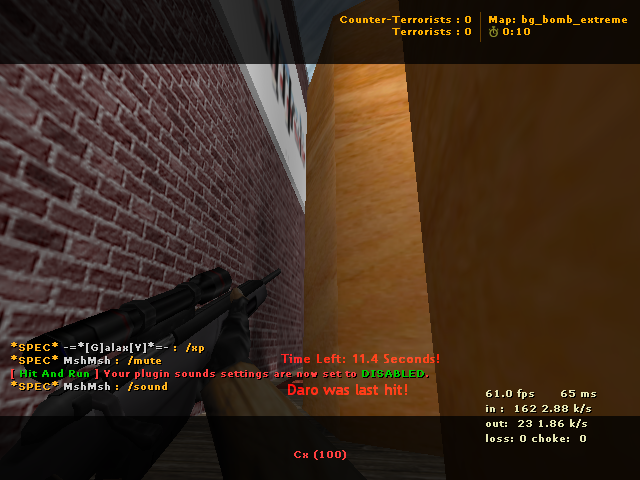 Counter-Terrorists : 0
Terrorists : 0
Map: bg_bomb_extreme
0:10
*SPEC* -=*[G]alax[Y]*=- : /xp
*SPEC* MshMsh : /mute
[ Hit And Run ] Your plugin sounds settings are now set to DISABLED.
*SPEC* MshMsh : /sound
Time Left: 11.4 Seconds!
Daro was last hit!
61.0 fps 65 ms
in : 162 2.88 k/s
out: 23 1.86 k/s
loss: 0 choke: 0
Cx (100)